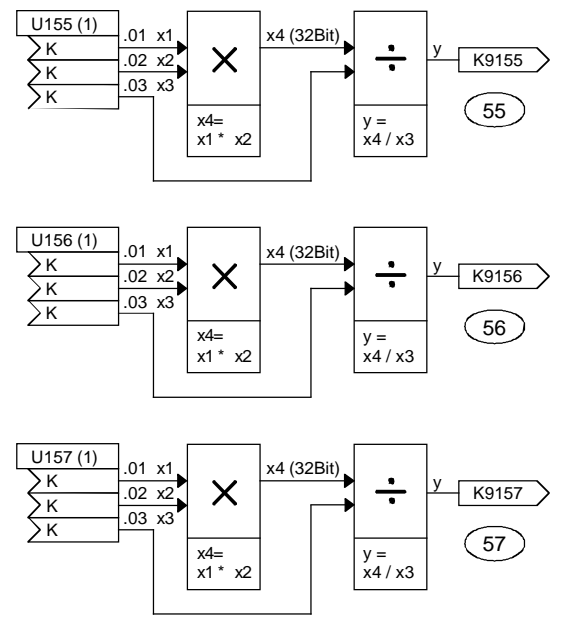 U155 (1)
K .01 x1
K .02 x2
K .03 x3
x4=
x1 * x2
x4 (32Bit)
y =
x4 / x3
y
K9155
55
U156 (1)
K .01 x1
K .02 x2
K .03 x3
x4=
x1 * x2
x4 (32Bit)
y =
x4 / x3
y
K9156
56
U157 (1)
K .01 x1
K .02 x2
K .03 x3
x4=
x1 * x2
x4 (32Bit)
y =
x4 / x3
y
K9157
57